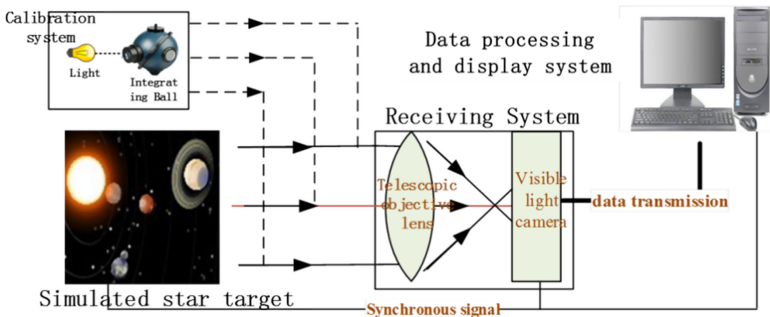 Calibration
system
Light
Integrat
ing Ball
Data processing
and display system
Receiving System
Telescopic
objective
lens
Visible
light
camera
data transmission
Simulated star target
Synchronous signal